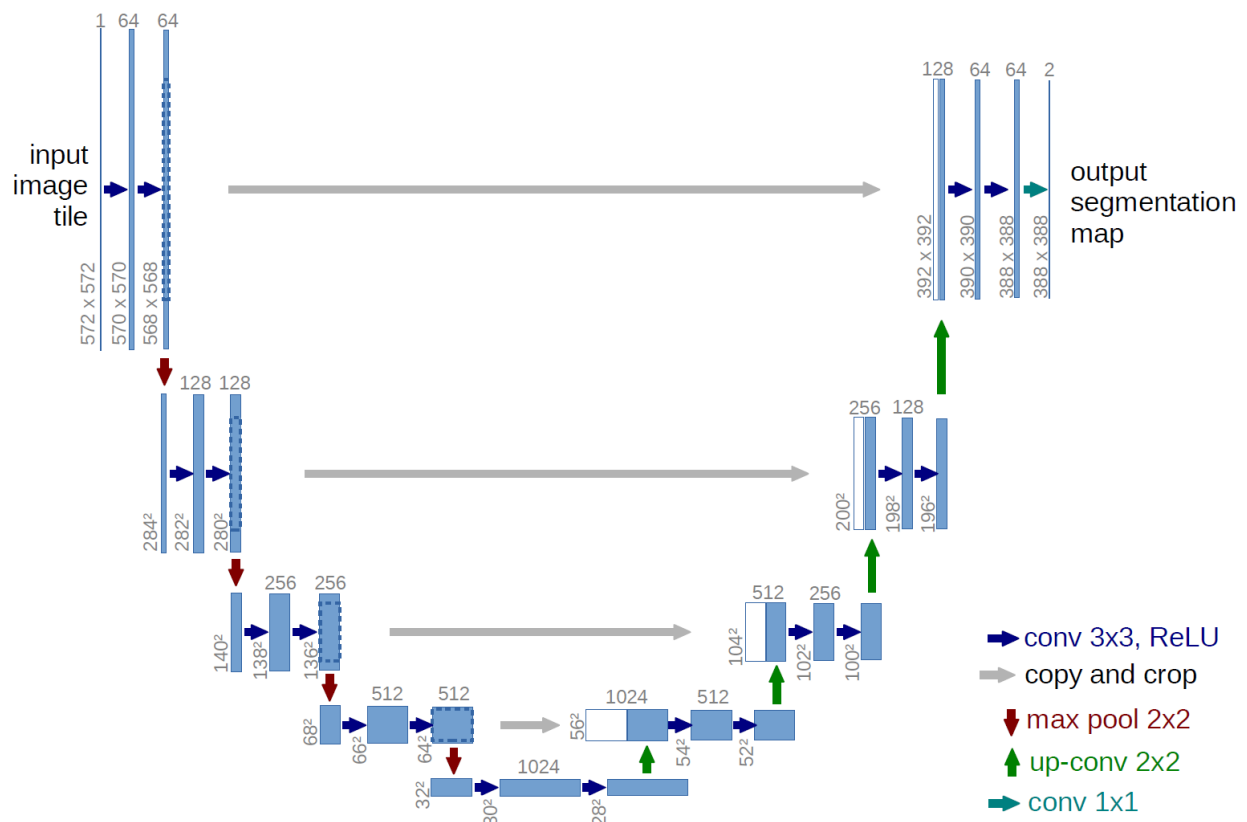 1 64 64
128
64 64 2
input
image
tile
output
segmentation
map
572 x 572
570 x 570
568 x 568
392 x 392
390 x 390
388 x 388
388 x 388
128 128
256 128
284²
282²
280²
200²
198²
196²
256 256
512 256
140²
138²
136²
104²
102²
100²
512 512
1024 512
68²
66²
64²
56²
54²
52²
1024
32²
30²
28²
conv 3x3, ReLU
copy and crop
max pool 2x2
up-conv 2x2
conv 1x1